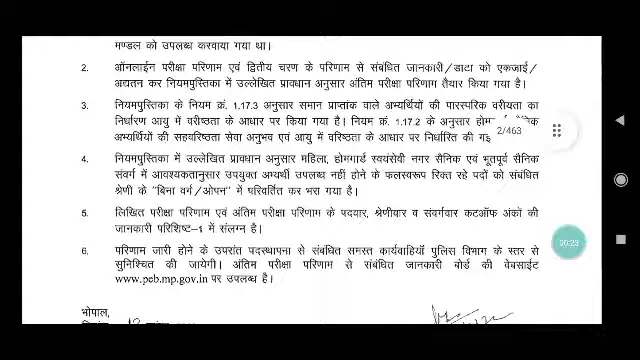 मण्डल को उपलब्ध करवाया गया था।
2. ऑनलाईन परीक्षा परिणाम एवं द्वितीय चरण के परिणाम से संबंधित जानकारी/डाटा को एकजाई/
अद्यतन कर नियमपुस्तिका में उल्लेखित प्रावधान अनुसार अंतिम परीक्षा परिणाम तैयार किया गया है।
3. नियमपुस्तिका के नियम क्रं. 1.17.3 अनुसार समान प्राप्तांक वाले अभ्यर्थियों की पारस्परिक वरीयता का
निर्धारण आयु में वरीष्ठता के आधार पर किया गया है। नियम क्रं. 1.17.2 के अनुसार
अभ्यर्थियों की सहवरिष्ठता सेवा अनुभव एवं आयु में वरिष्ठता के आधार पर निर्धारित की
2/463
4. नियमपुस्तिका में उल्लेखित प्रावधान अनुसार महिला, होमगार्ड स्वयंसेवी नगर सैनिक एवं भूतपूर्व सैनिक
संवर्ग में आवश्यकतानुसार उपयुक्त अभ्यर्थी उपलब्ध नहीं होने के फलस्वरूप रिक्त रहे पदों को संबंधित
श्रेणी के "बिना वर्ग/ओपन" में परिवर्तित कर भरा गया है।
5. लिखित परीक्षा परिणाम एवं अंतिम परीक्षा परिणाम के पदवार, श्रेणीवार व संवर्गवार कटऑफ अंकों की
जानकारी परिशिष्ट-1 में संलग्न है।
00:23
6. परिणाम जारी होने के उपरांत पदस्थापना से संबंधित समस्त कार्यवाहियाँ पुलिस विभाग के स्तर से
सुनिश्चित की जायेगी। अंतिम परीक्षा परिणाम से संबंधित जानकारी बोर्ड की वेबसाईट
www.peb.mp.gov.in पर उपलब्ध है।
भोपाल,